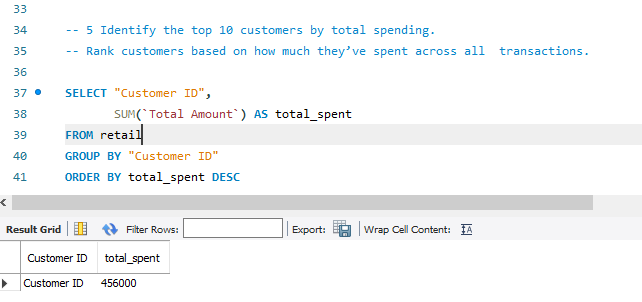 33
34 -- 5 Identify the top 10 customers by total spending.
35 -- Rank customers based on how much they’ve spent across all  transactions.
36
37 SELECT "Customer ID",
38 SUM(`Total Amount`) AS total_spent
39 FROM retail
40 GROUP BY "Customer ID"
41 ORDER BY total_spent DESC
Result Grid Filter Rows: Export: Wrap Cell Content: IA
Customer ID total_spent
Customer ID 456000